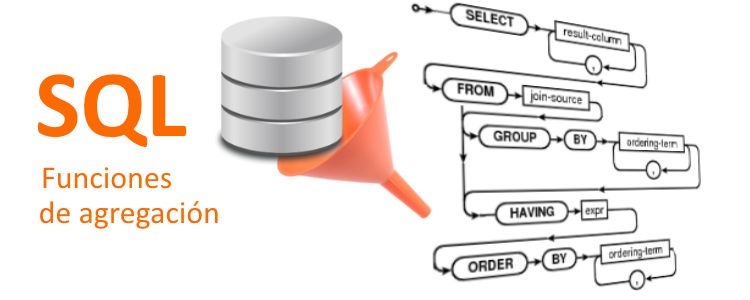 SQL
Funciones
de agregación
SELECT
result-column
,
FROM
join-source
GROUP BY ordering-term
,
HAVING expr
ORDER BY ordering-term
,